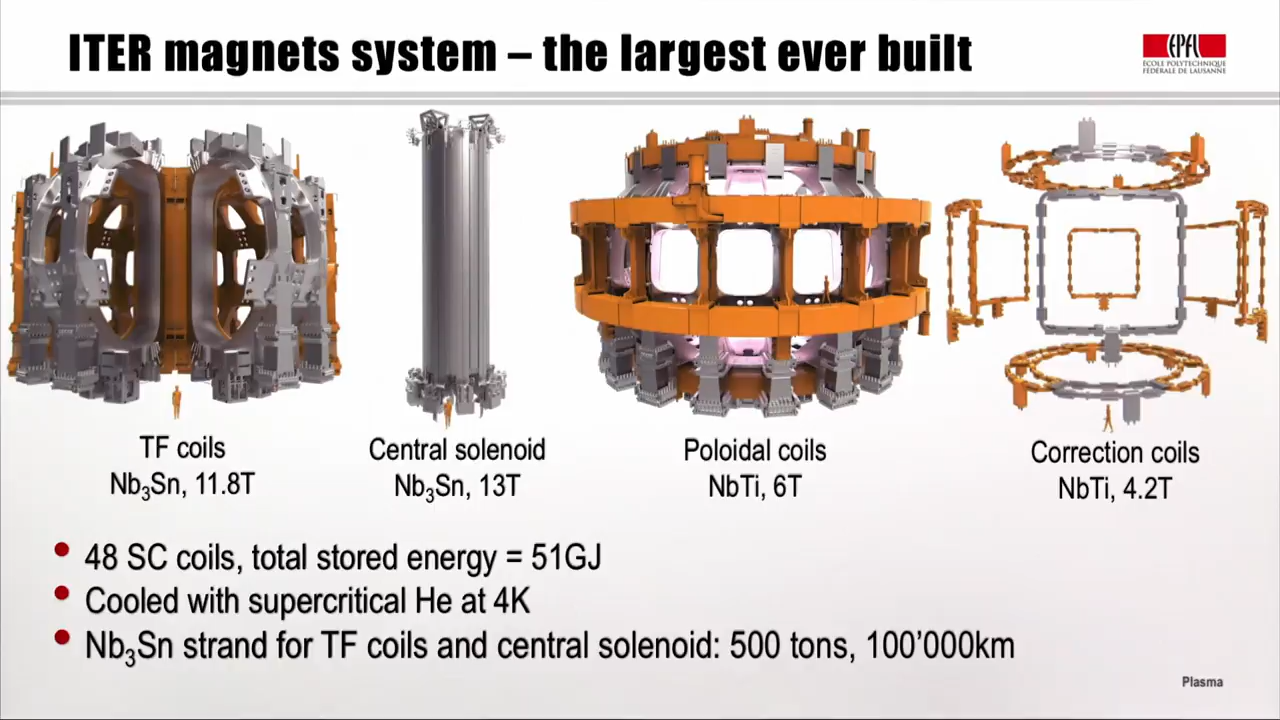 ITER magnets system – the largest ever built
EPFL
ÉCOLE POLYTECHNIQUE
FÉDÉRALE DE LAUSANNE
TF coils
Nb₃Sn, 11.8T
Central solenoid
Nb₃Sn, 13T
Poloidal coils
NbTi, 6T
Correction coils
NbTi, 4.2T
• 48 SC coils, total stored energy = 51GJ
• Cooled with supercritical He at 4K
• Nb₃Sn strand for TF coils and central solenoid: 500 tons, 100’000km
Plasma